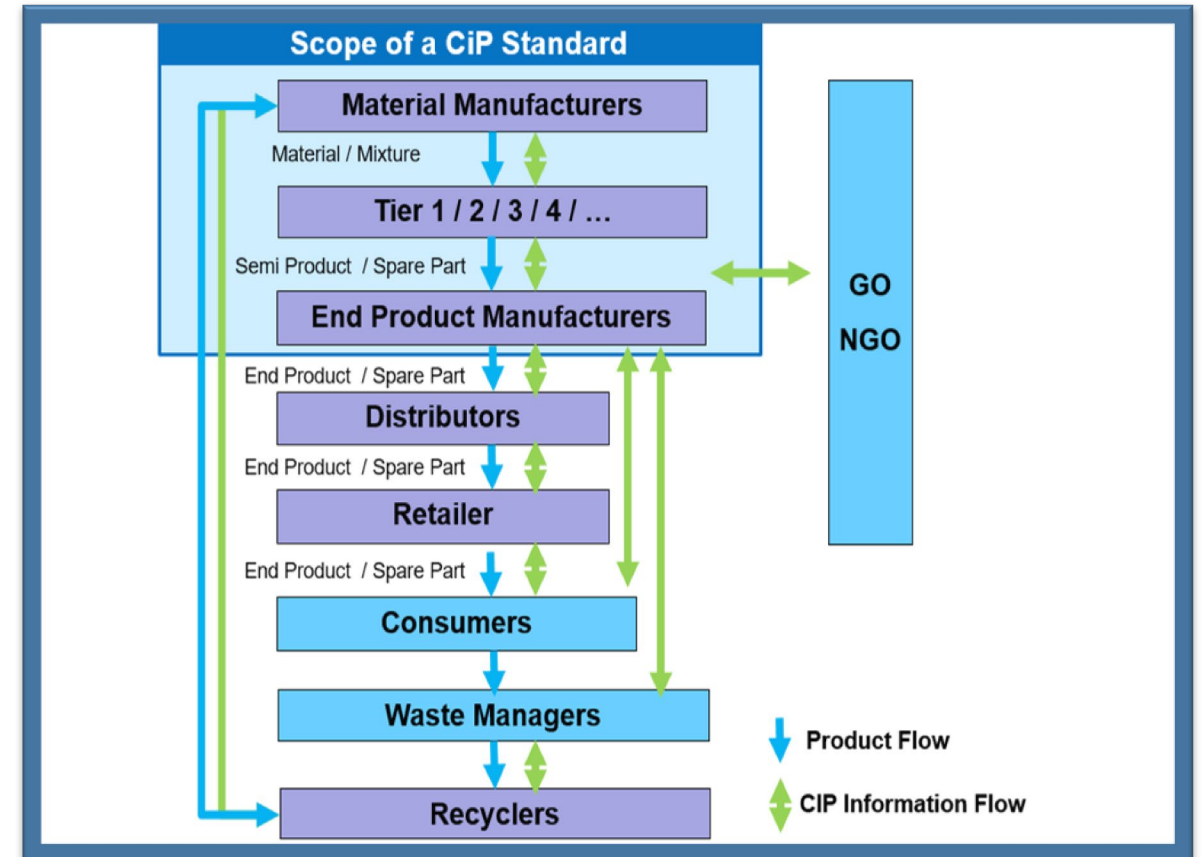 Scope of a CiP Standard
Material Manufacturers
Material / Mixture
Tier 1 / 2 / 3 / 4 / ...
Semi Product / Spare Part
End Product Manufacturers
GO
NGO
End Product / Spare Part
Distributors
End Product / Spare Part
Retailer
End Product / Spare Part
Consumers
Waste Managers
Recyclers
Product Flow
CIP Information Flow